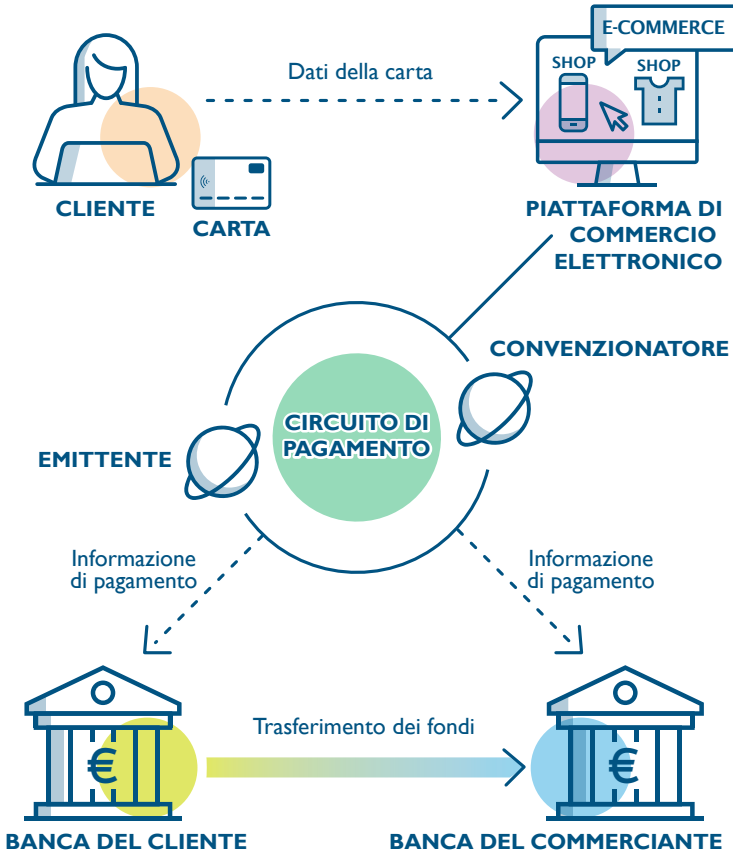 E-COMMERCE
SHOP
SHOP
Dati della carta
CLIENTE
CARTA
PIATTAFORMA DI
COMMERCIO
ELETTRONICO
CONVENZIONATORE
CIRCUITO DI
PAGAMENTO
EMITTENTE
Informazione
di pagamento
Informazione
di pagamento
Trasferimento dei fondi
€
€
BANCA DEL CLIENTE
BANCA DEL COMMERCIANTE